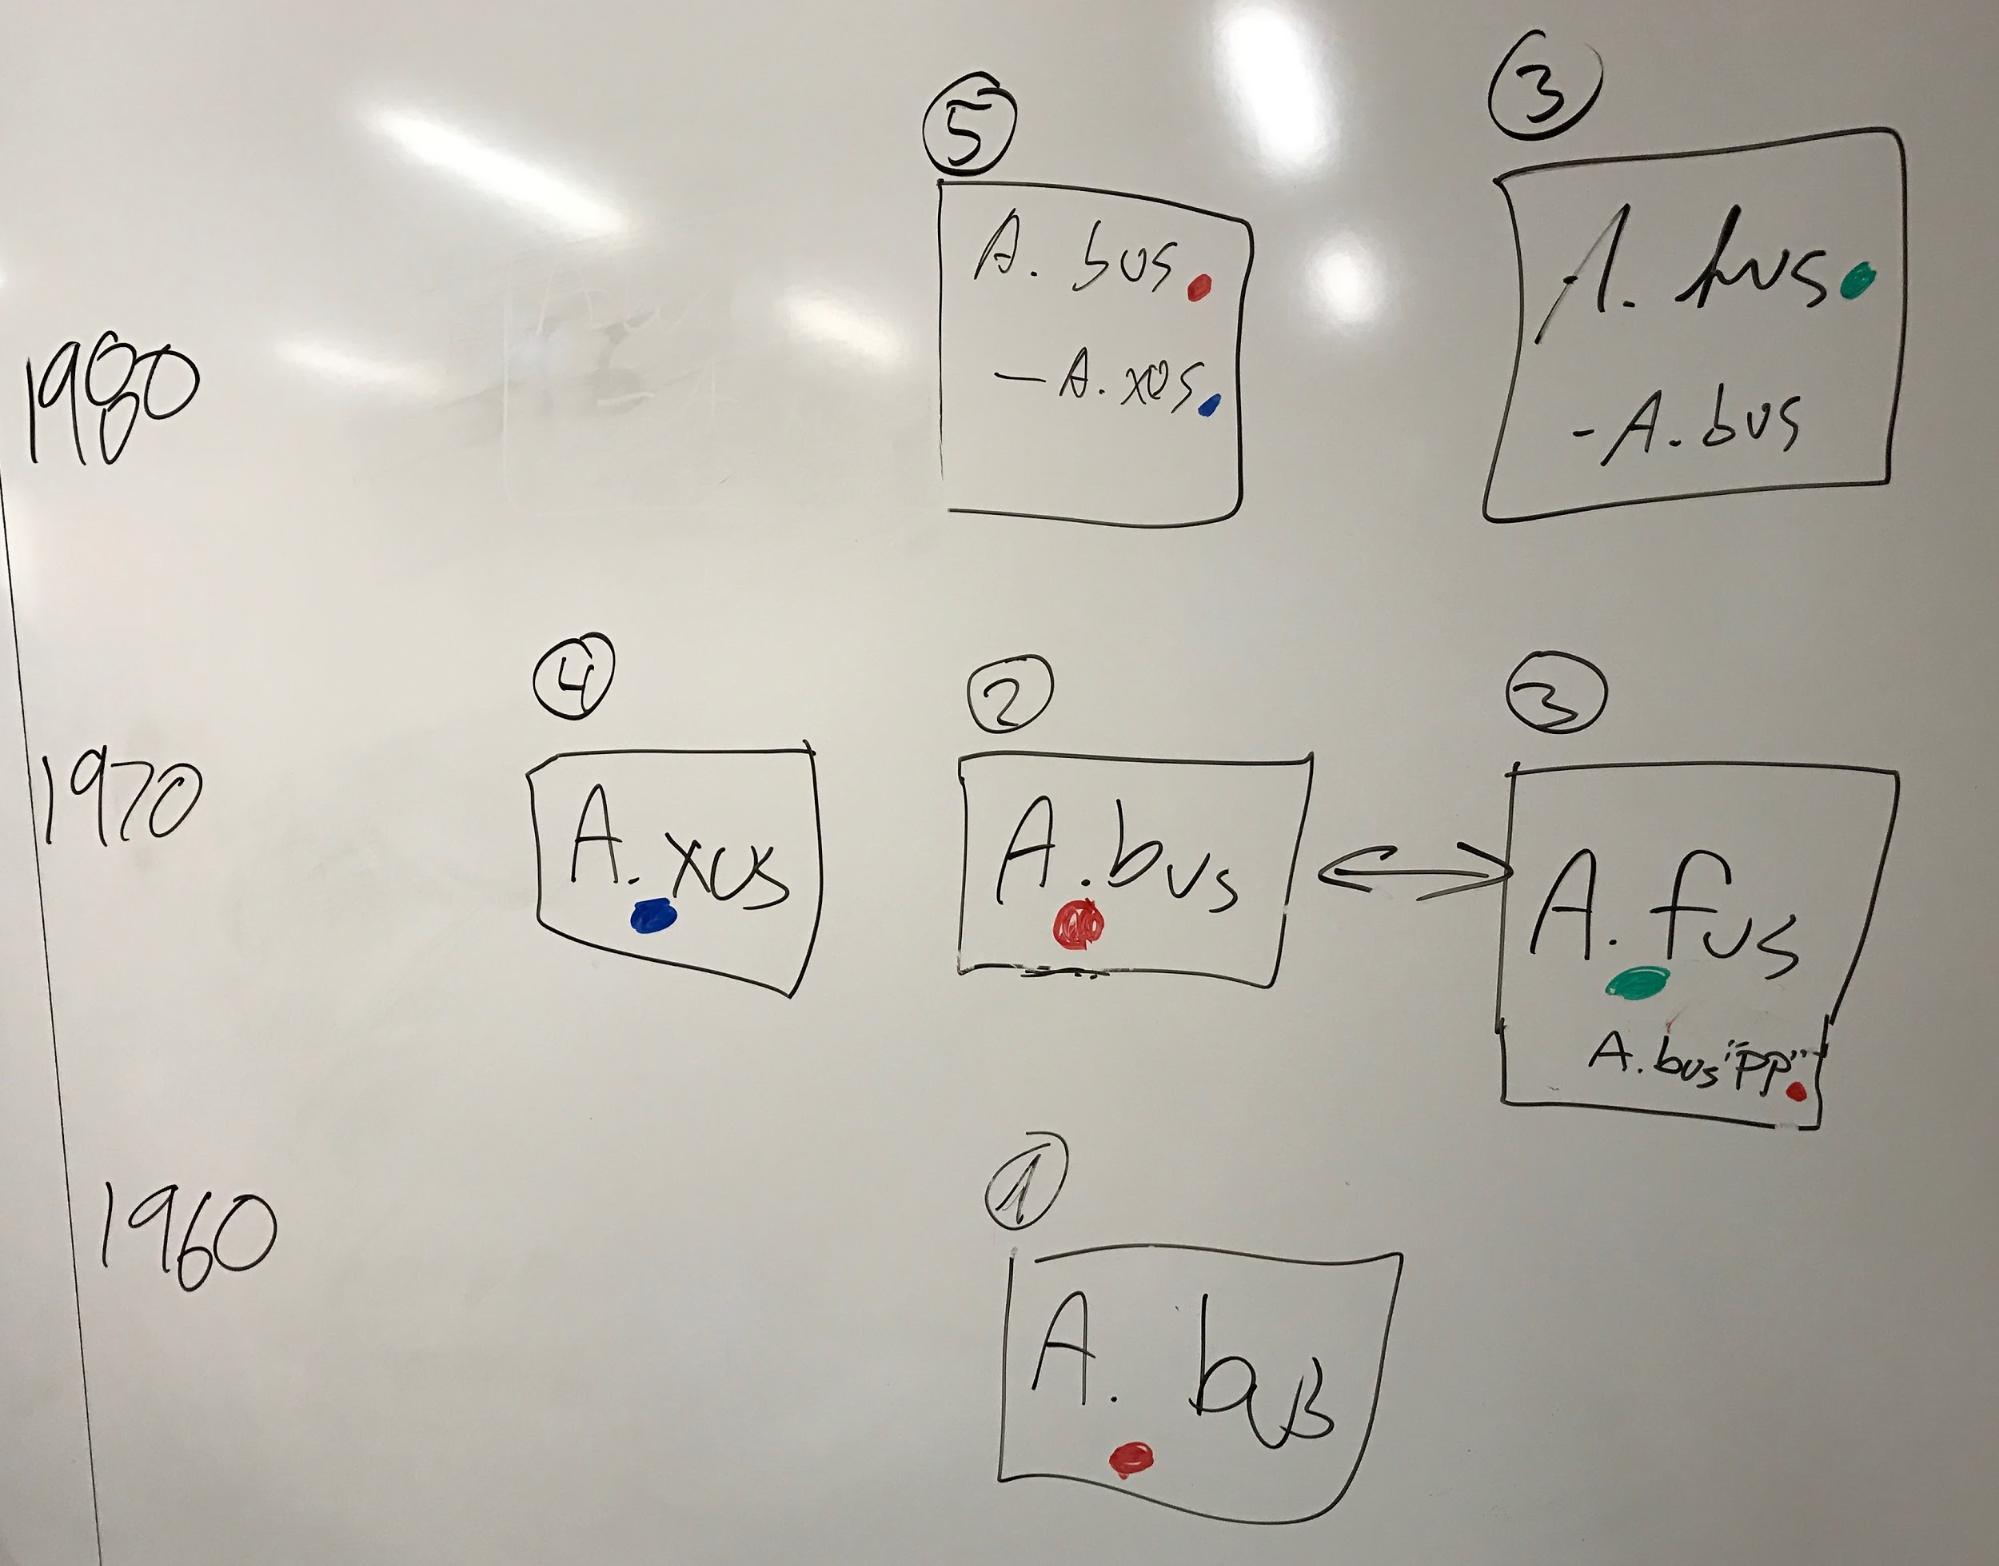 5
3
A. bus.
A. fus.
1980
- A. xus.
- A. bus
4
2
3
1970
A. xus
A. bus
A. fus
A. bus "PP"
1
1960
A. bus